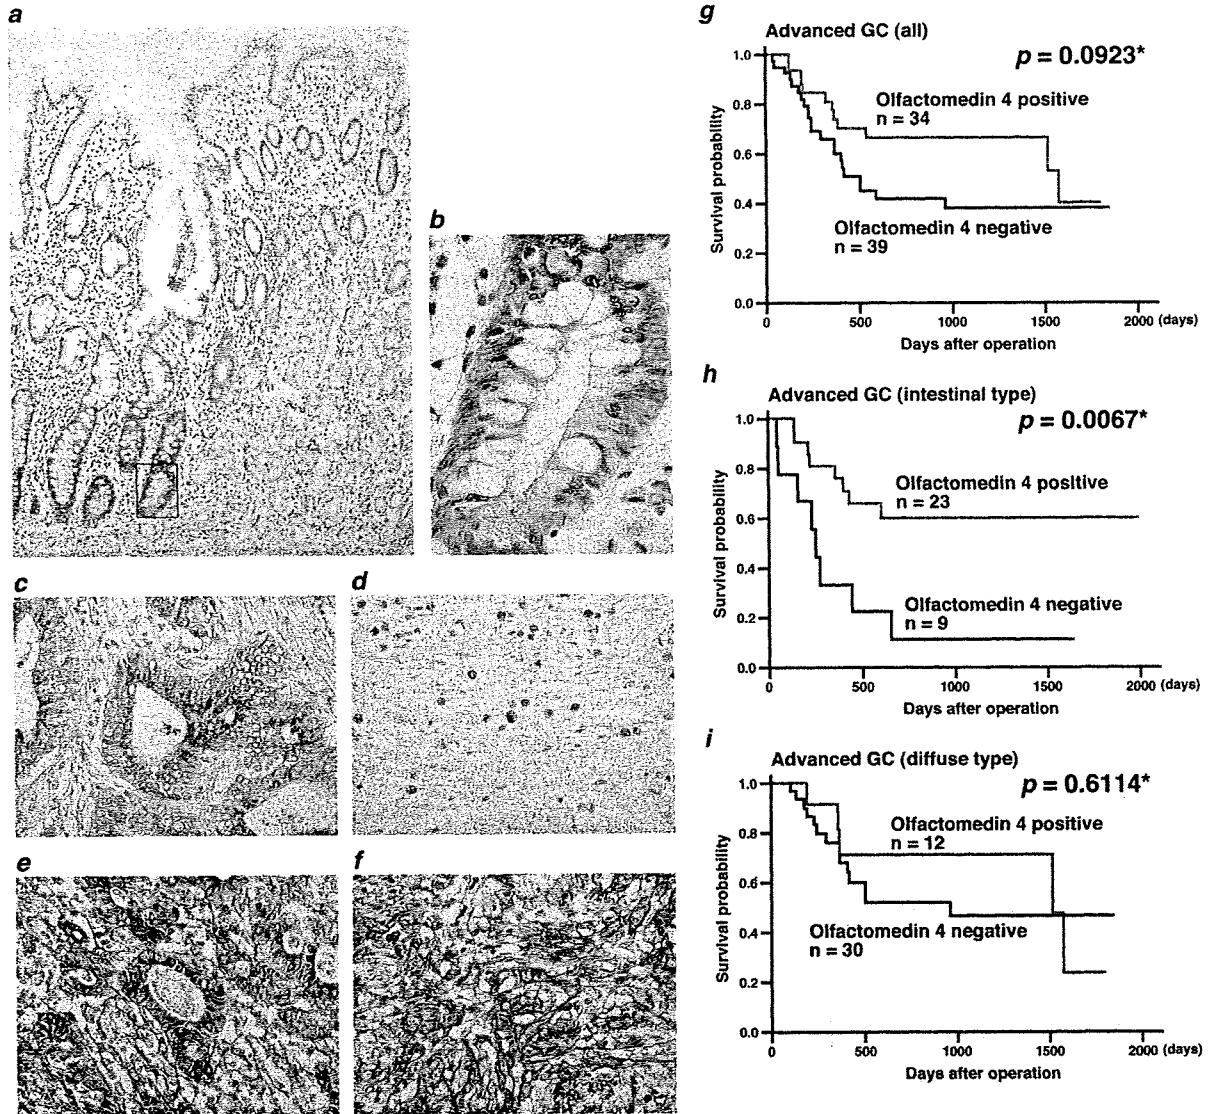 a
b
c
d
e
f
g
Advanced GC (all)
p = 0.0923*
Survival probability
1.0
0.8
0.6
0.4
0.2
0.0
Olfactomedin 4 positive
n = 34
Olfactomedin 4 negative
n = 39
0 500 1000 1500 2000 (days)
Days after operation
h
Advanced GC (intestinal type)
p = 0.0067*
Survival probability
1.0
0.8
0.6
0.4
0.2
0.0
Olfactomedin 4 positive
n = 23
Olfactomedin 4 negative
n = 9
0 500 1000 1500 2000 (days)
Days after operation
i
Advanced GC (diffuse type)
p = 0.6114*
Survival probability
1.0
0.8
0.6
0.4
0.2
0.0
Olfactomedin 4 positive
n = 12
Olfactomedin 4 negative
n = 30
0 500 1000 1500 2000 (days)
Days after operation